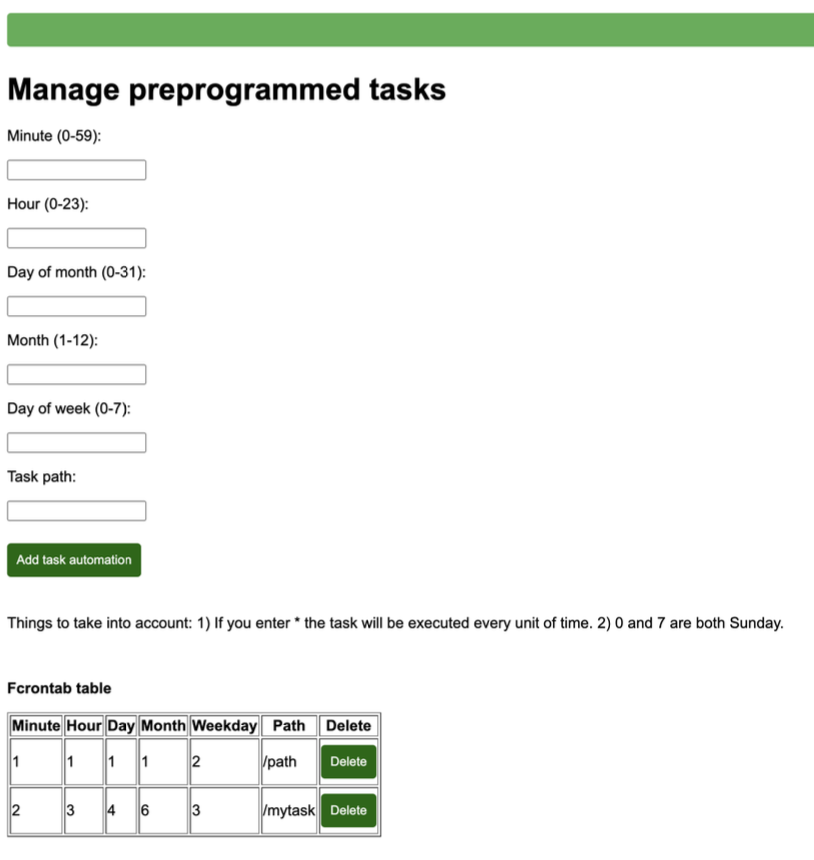 Manage preprogrammed tasks
Minute (0-59):
Hour (0-23):
Day of month (0-31):
Month (1-12):
Day of week (0-7):
Task path:
Add task automation
Things to take into account: 1) If you enter * the task will be executed every unit of time. 2) 0 and 7 are both Sunday.
Fcrontab table
Minute Hour Day Month Weekday Path Delete
1 1 1 1 2 /path Delete
2 3 4 6 3 /mytask Delete